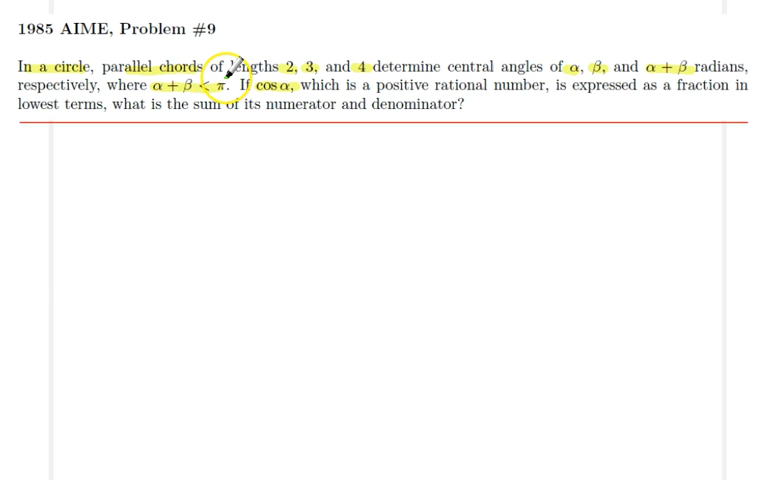 1985 AIME, Problem #9
In a circle, parallel chords of lengths 2, 3, and 4 determine central angles of α, β, and α + β radians,
respectively, where α + β < π. If cos α, which is a positive rational number, is expressed as a fraction in
lowest terms, what is the sum of its numerator and denominator?